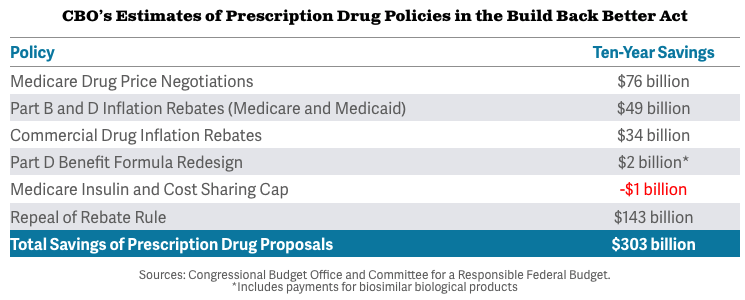 CBO's Estimates of Prescription Drug Policies in the Build Back Better Act
Policy Ten-Year Savings
Medicare Drug Price Negotiations $76 billion
Part B and D Inflation Rebates (Medicare and Medicaid) $49 billion
Commercial Drug Inflation Rebates $34 billion
Part D Benefit Formula Redesign $2 billion*
Medicare Insulin and Cost Sharing Cap -$1 billion
Repeal of Rebate Rule $143 billion
Total Savings of Prescription Drug Proposals $303 billion
Sources: Congressional Budget Office and Committee for a Responsible Federal Budget.
*Includes payments for biosimilar biological products